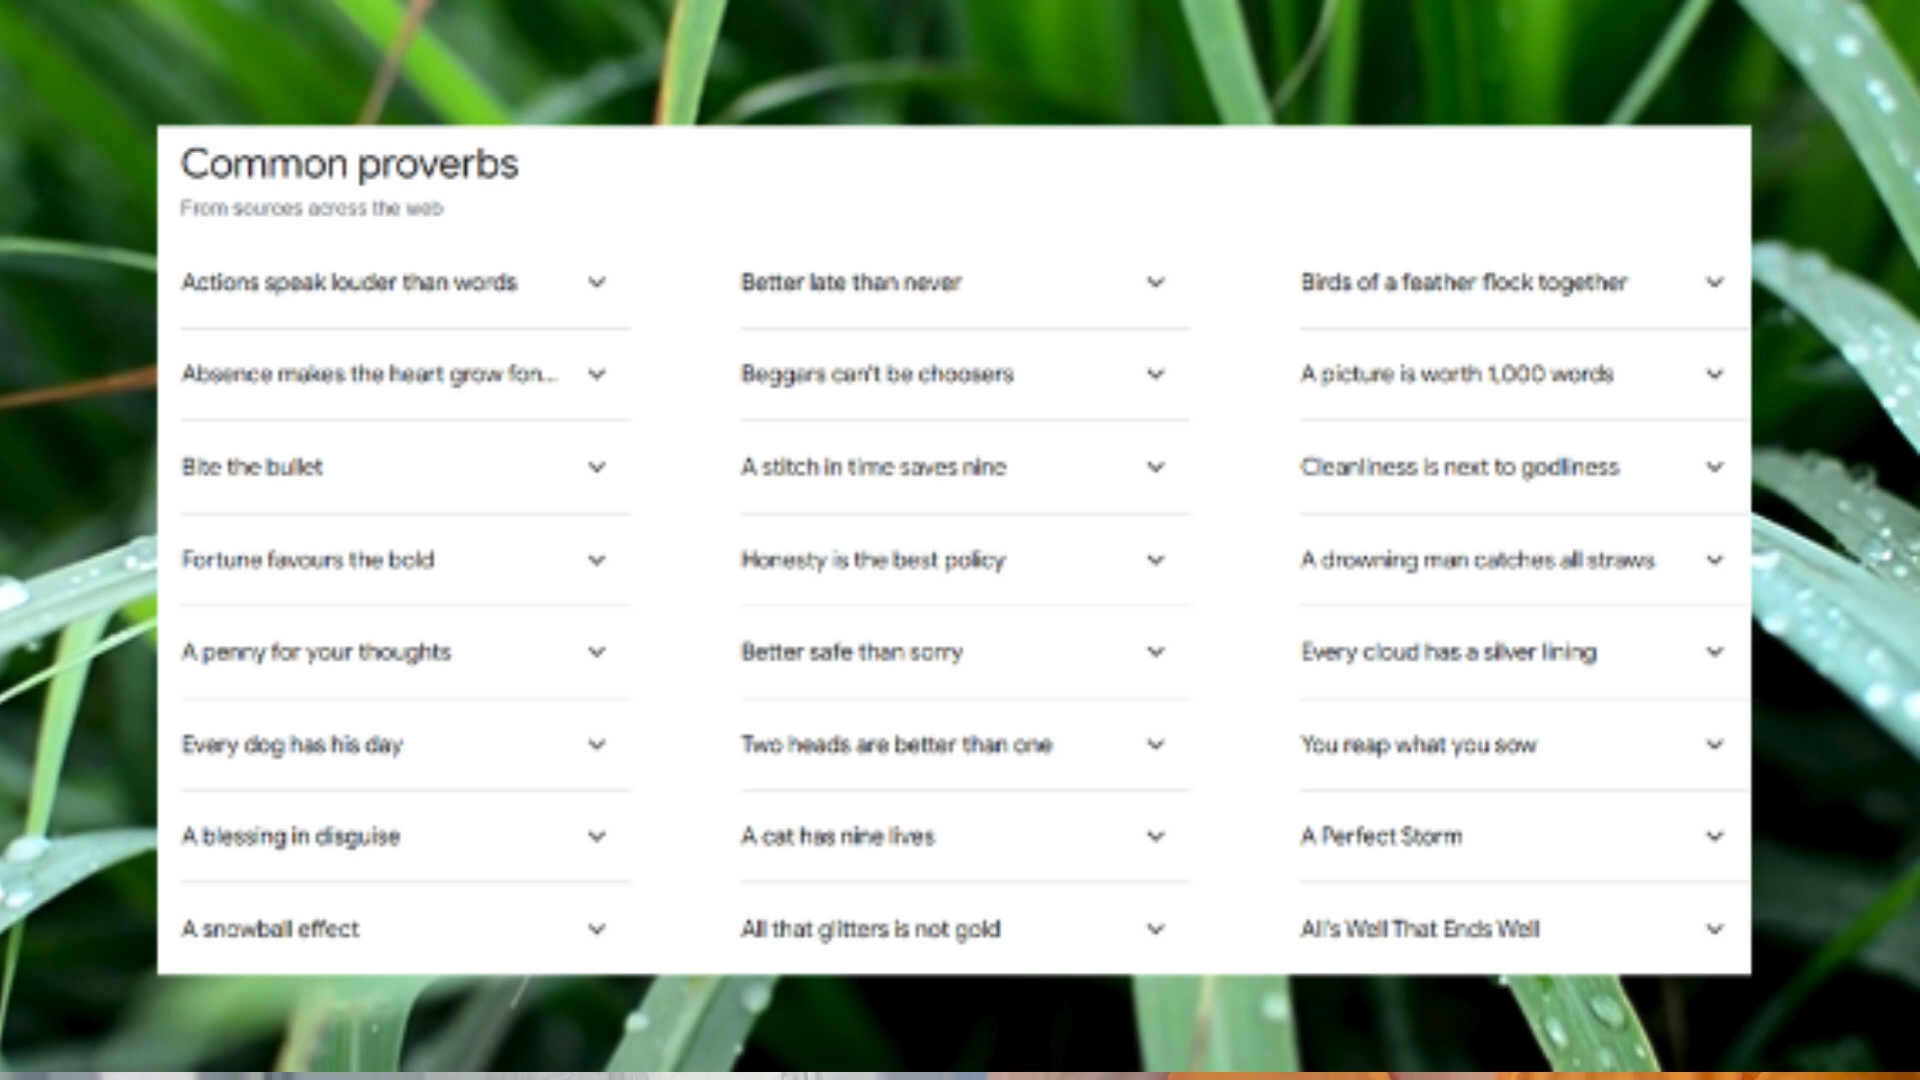 Common proverbs
From sources across the web
Actions speak louder than words
Better late than never
Birds of a feather flock together
Absence makes the heart grow fon...
Beggars can't be choosers
A picture is worth 1,000 words
Bite the bullet
A stitch in time saves nine
Cleanliness is next to godliness
Fortune favours the bold
Honesty is the best policy
A drowning man catches all straws
A penny for your thoughts
Better safe than sorry
Every cloud has a silver lining
Every dog has his day
Two heads are better than one
You reap what you sow
A blessing in disguise
A cat has nine lives
A Perfect Storm
A snowball effect
All that glitters is not gold
All's Well That Ends Well